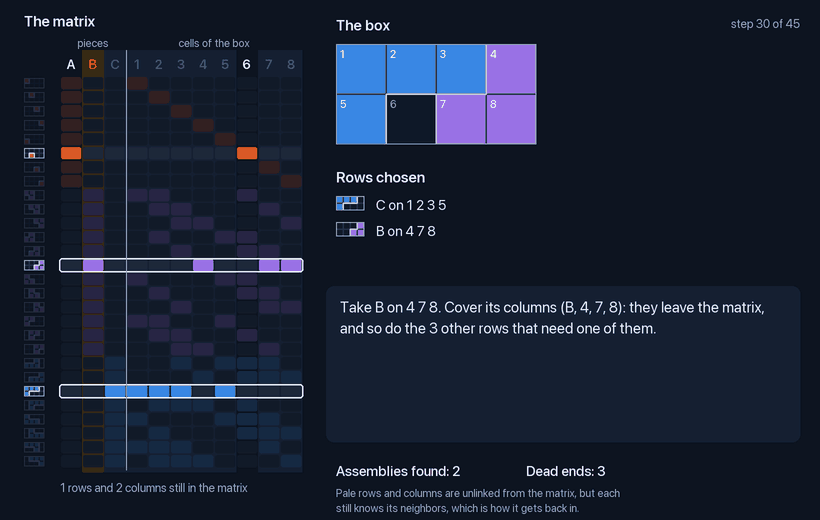 The matrix
pieces
cells of the box
A B C 1 2 3 4 5 6 7 8
1 rows and 2 columns still in the matrix
The box
step 30 of 45
1 2 3 4
5 6 7 8
Rows chosen
C on 1 2 3 5
B on 4 7 8
Take B on 4 7 8. Cover its columns (B, 4, 7, 8): they leave the matrix,
and so do the 3 other rows that need one of them.
Assemblies found: 2
Dead ends: 3
Pale rows and columns are unlinked from the matrix, but each
still knows its neighbors, which is how it gets back in.